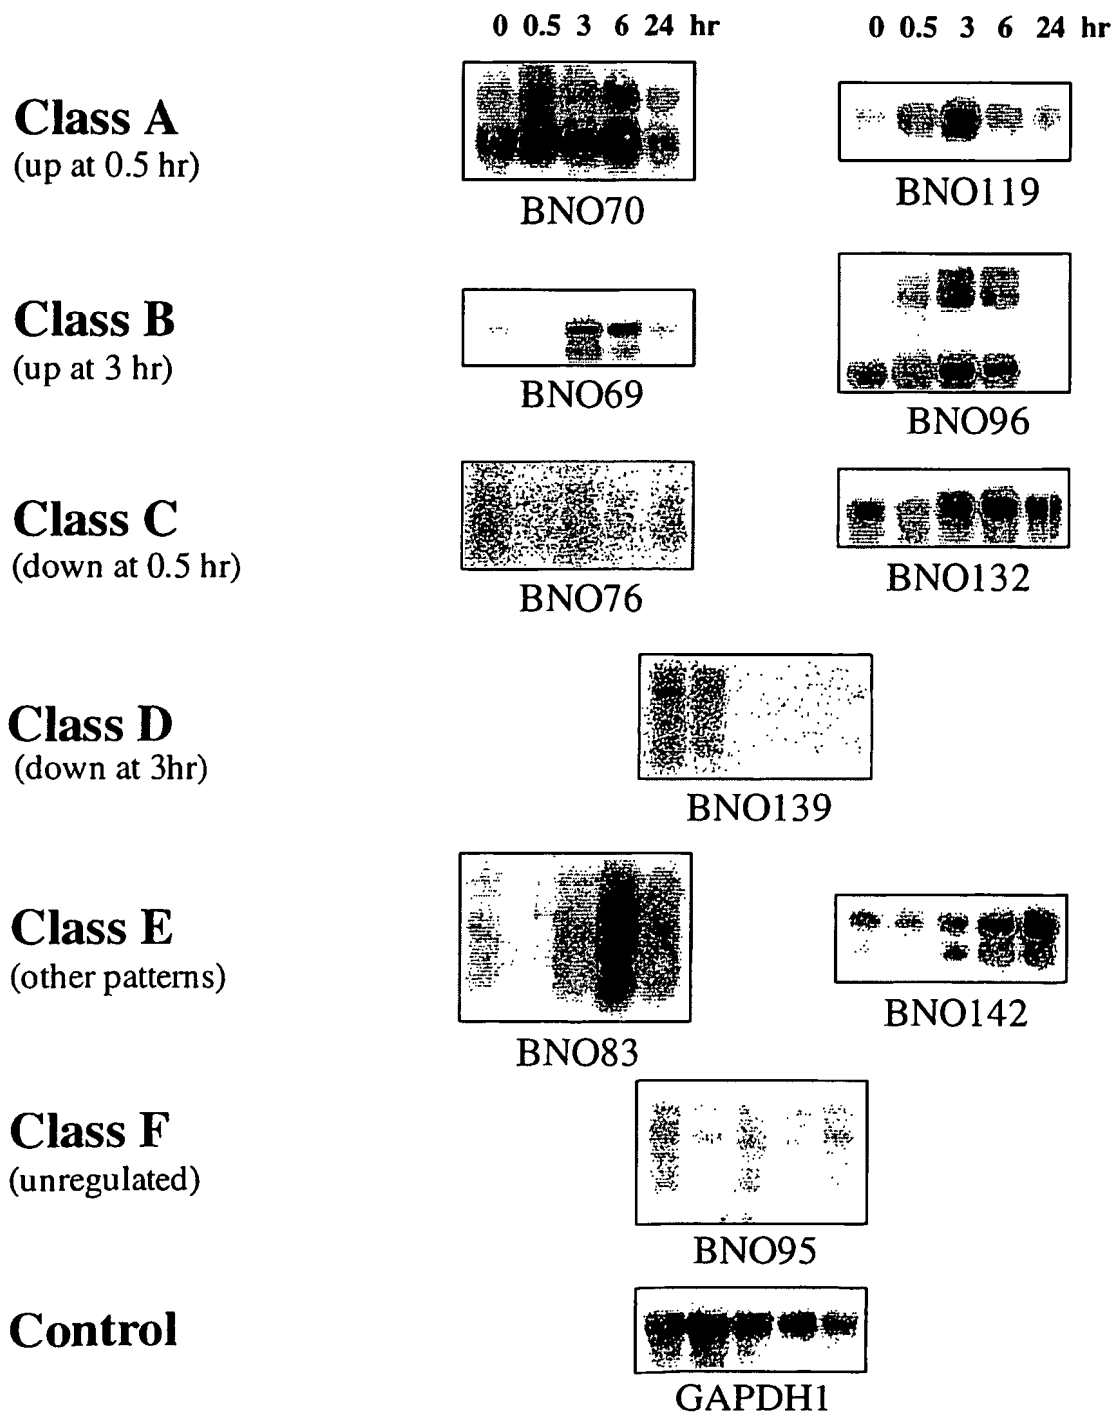 0 0.5 3 6 24 hr
0 0.5 3 6 24 hr
Class A
(up at 0.5 hr)
BNO70
BNO119
Class B
(up at 3 hr)
BNO69
BNO96
Class C
(down at 0.5 hr)
BNO76
BNO132
Class D
(down at 3hr)
BNO139
Class E
(other patterns)
BNO83
BNO142
Class F
(unregulated)
BNO95
Control
GAPDH1